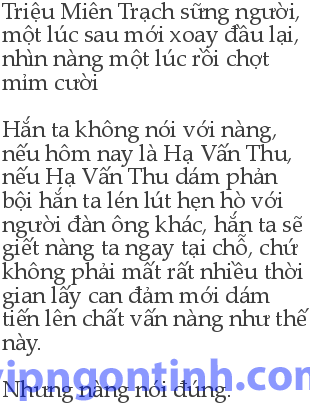 Triệu Miên Trạch sững người,
một lúc sau mới xoay đầu lại,
nhìn nàng một lúc rồi chợt
mỉm cười
Hắn ta không nói với nàng,
nếu hôm nay là Hạ Vấn Thu,
nếu Hạ Vấn Thu dám phản
bội hắn ta lén lút hẹn hò với
người đàn ông khác, hắn ta sẽ
giết nàng ta ngay tại chỗ, chứ
không phải mất rất nhiều thời
gian lấy can đảm mới dám
tiến lên chất vấn nàng như thế
này.
vipngontinh.com
Nhưng nàng nói đúng.